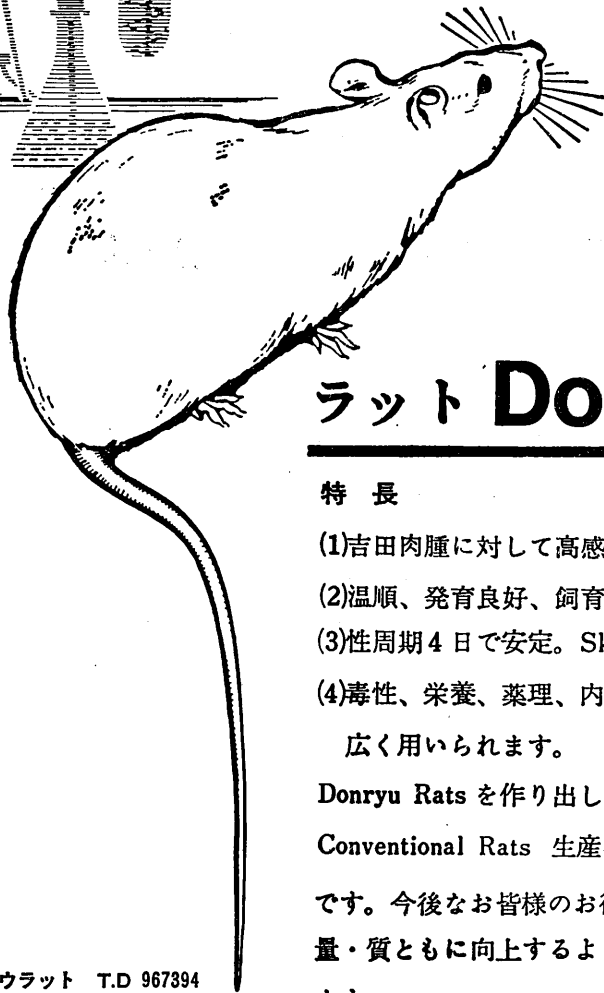 ラット Do
特 長
(1)吉田肉腫に対して高感
(2)温順、発育良好、飼育
(3)性周期4日で安定。S
(4)毒性、栄養、薬理、内
広く用いられます。
Donryu Rats を作り出し
Conventional Rats 生産
です。今後なお皆様のお
量・質ともに向上するよ
ウラット T.D 967394